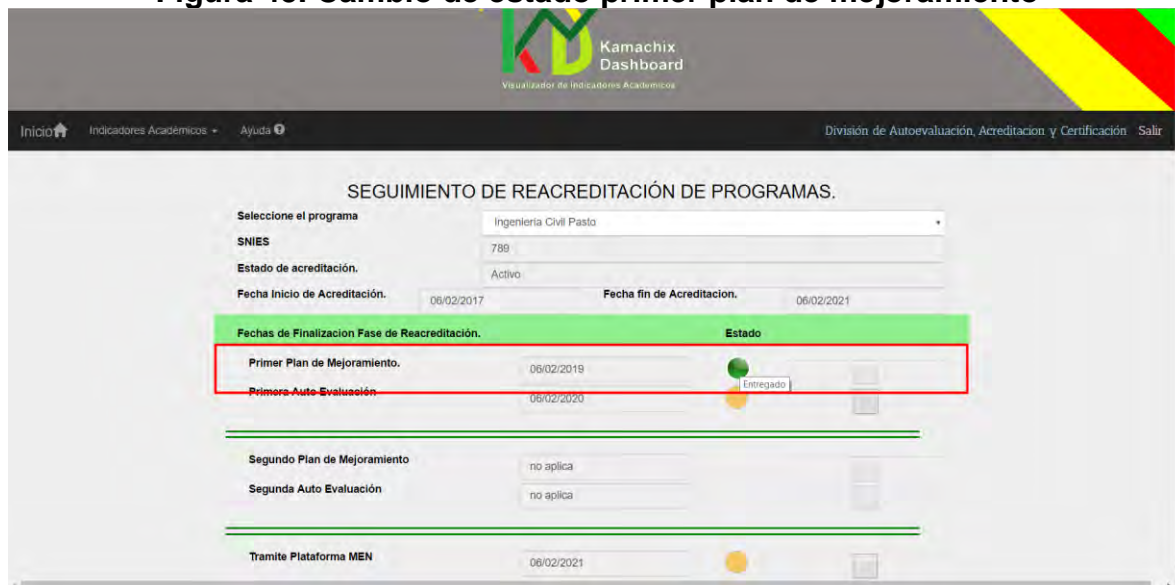 Figura 46. Cambio de estado primer plan de mejoramiento
Kamachix
Dashboard
Visualizador de Indicadores Académicos
Inicio Indicadores Académicos Ayuda División de Autoevaluación, Acreditacion y Certificación Salir
SEGUIMIENTO DE REACREDITACIÓN DE PROGRAMAS.
Seleccione el programa Ingeniería Civil Pasto
SNIES 789
Estado de acreditación. Activo
Fecha Inicio de Acreditación. 06/02/2017 Fecha fin de Acreditacion. 06/02/2021
Fechas de Finalizacion Fase de Reacreditación. Estado
Primer Plan de Mejoramiento. 06/02/2019
Entregado
Primera Auto Evaluación 06/02/2020
Segundo Plan de Mejoramiento no aplica
Segunda Auto Evaluación no aplica
Tramite Plataforma MEN 06/02/2021